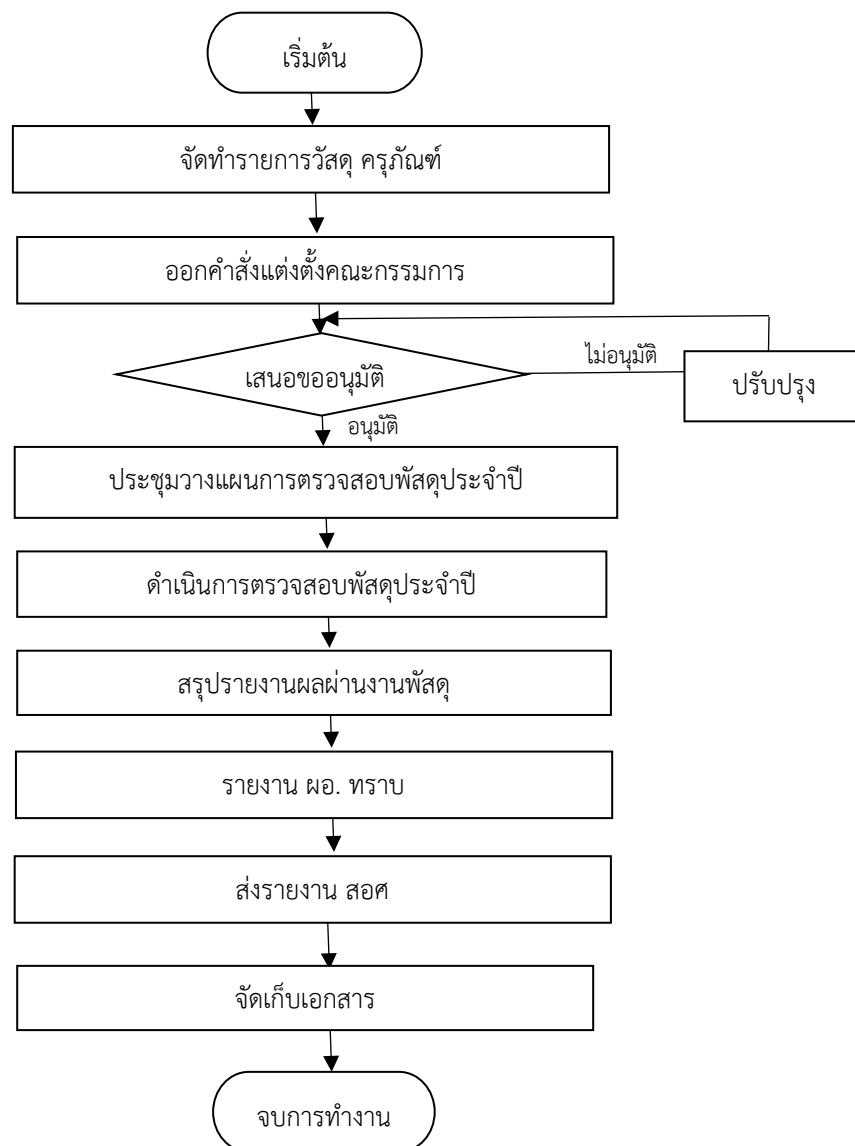 เริ่มต้น
จัดทำรายการวัสดุ ครุภัณฑ์
ออกคำสั่งแต่งตั้งคณะกรรมการ
เสนอขออนุมัติ
ไม่อนุมัติ
ปรับปรุง
อนุมัติ
ประชุมวางแผนการตรวจสอบพัสดุประจำปี
ดำเนินการตรวจสอบพัสดุประจำปี
สรุปรายงานผลผ่านงานพัสดุ
รายงาน ผอ. ทราบ
ส่งรายงาน สอศ
จัดเก็บเอกสาร
จบการทำงาน